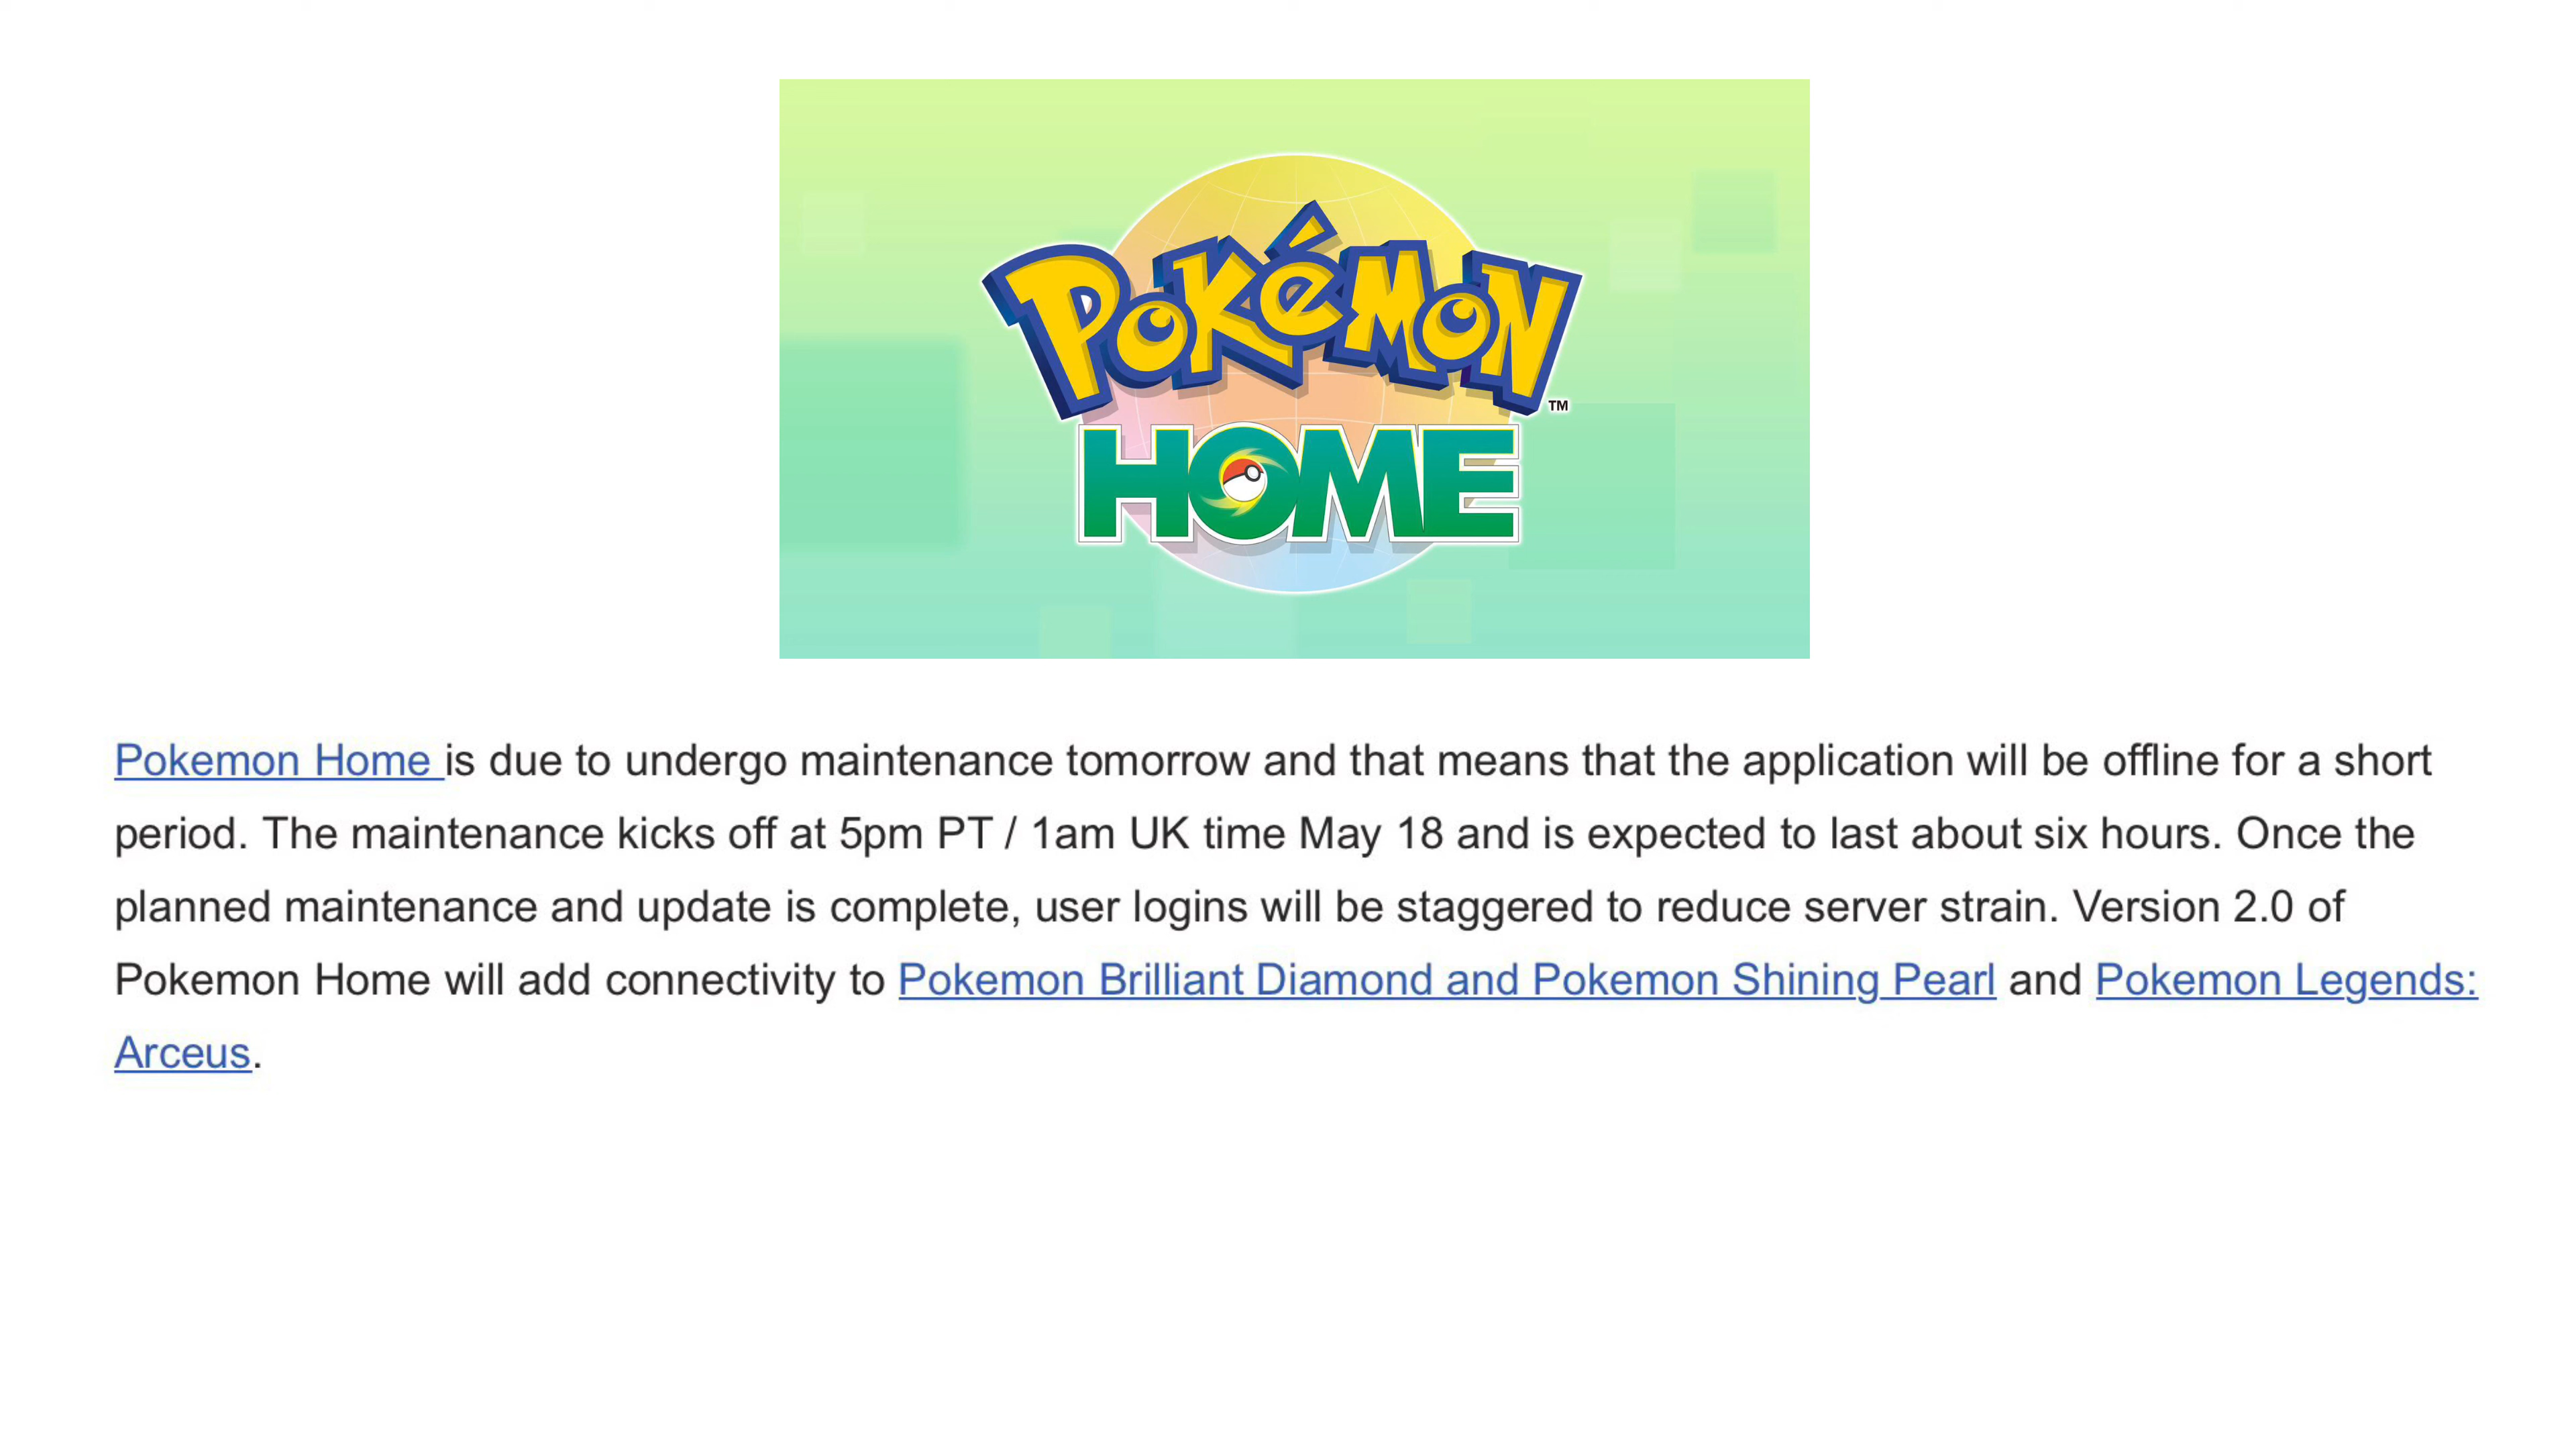 POKéMON
TM
HOME
Pokemon Home is due to undergo maintenance tomorrow and that means that the application will be offline for a short
period. The maintenance kicks off at 5pm PT / 1am UK time May 18 and is expected to last about six hours. Once the
planned maintenance and update is complete, user logins will be staggered to reduce server strain. Version 2.0 of
Pokemon Home will add connectivity to Pokemon Brilliant Diamond and Pokemon Shining Pearl and Pokemon Legends:
Arceus.